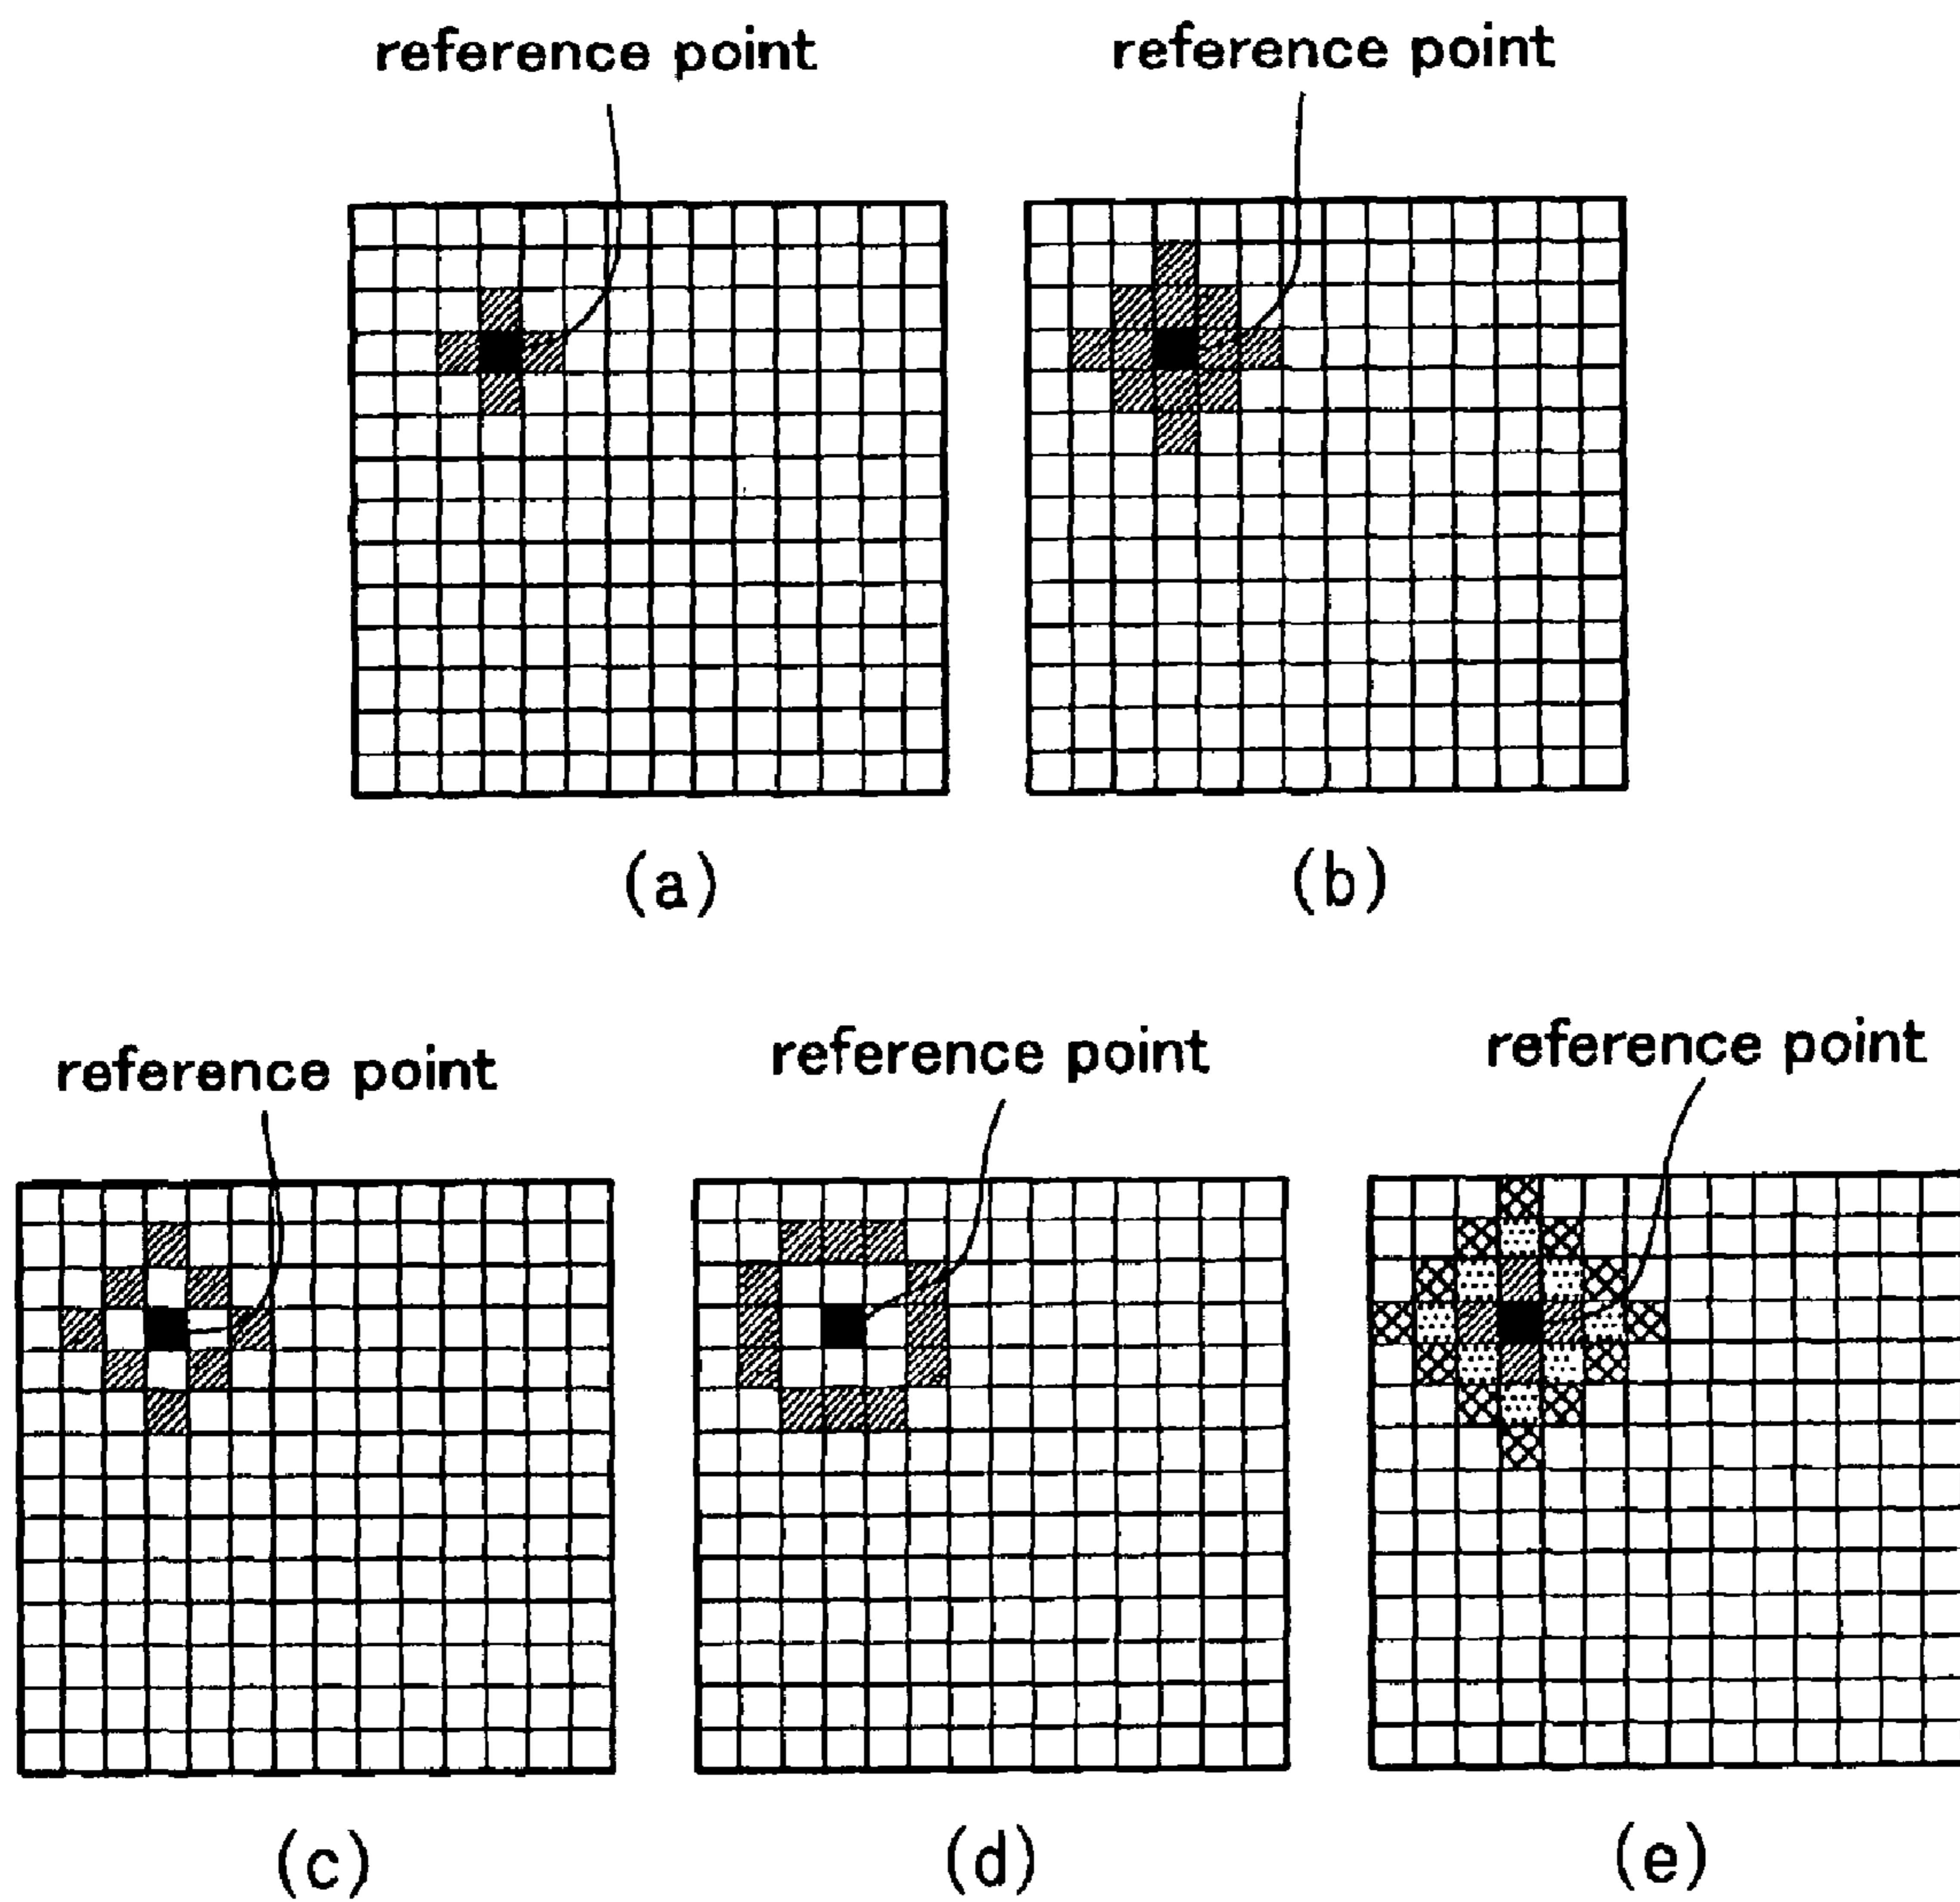 reference point
reference point
(a)
(b)
reference point
reference point
reference point
(c)
(d)
(e)